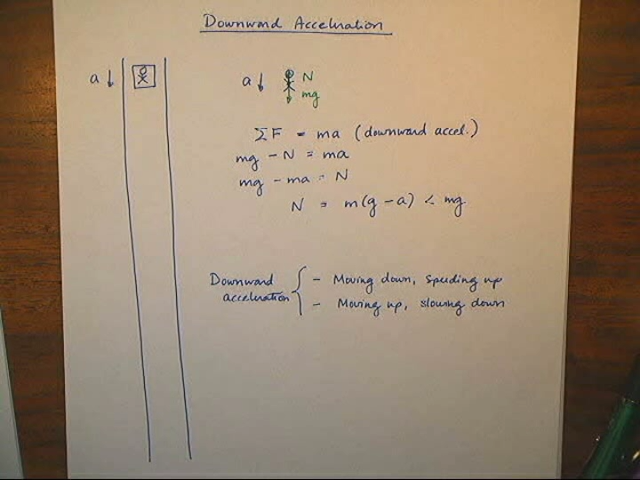 Downward Acceleration
a
a
N
mg
ΣF = ma (downward accel.)
mg - N = ma
mg - ma = N
N = m(g - a) < mg
Downward acceleration
- Moving down, speeding up
- Moving up, slowing down